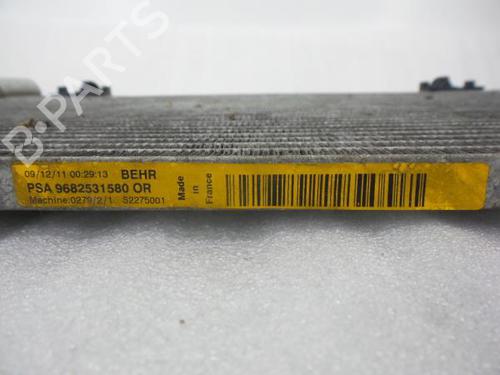 B-PARTS
09/12/11 00:29:13 BEHR
PSA 9682531580 OR
Machine:0279/2/1 S2275001
Made
in
France